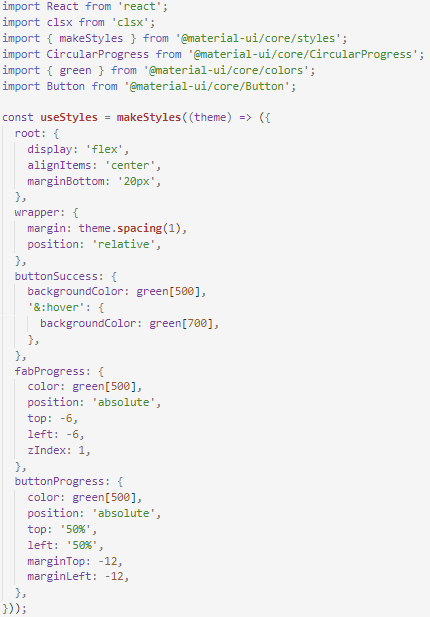 import React from 'react';
import clsx from 'clsx';
import { makeStyles } from '@material-ui/core/styles';
import CircularProgress from '@material-ui/core/CircularProgress';
import { green } from '@material-ui/core/colors';
import Button from '@material-ui/core/Button';

const useStyles = makeStyles((theme) => ({
  root: {
    display: 'flex',
    alignItems: 'center',
    marginBottom: '20px',
  },
  wrapper: {
    margin: theme.spacing(1),
    position: 'relative',
  },
  buttonSuccess: {
    backgroundColor: green[500],
    '&:hover': {
      backgroundColor: green[700],
    },
  },
  fabProgress: {
    color: green[500],
    position: 'absolute',
    top: -6,
    left: -6,
    zIndex: 1,
  },
  buttonProgress: {
    color: green[500],
    position: 'absolute',
    top: '50%',
    left: '50%',
    marginTop: -12,
    marginLeft: -12,
  },
}));